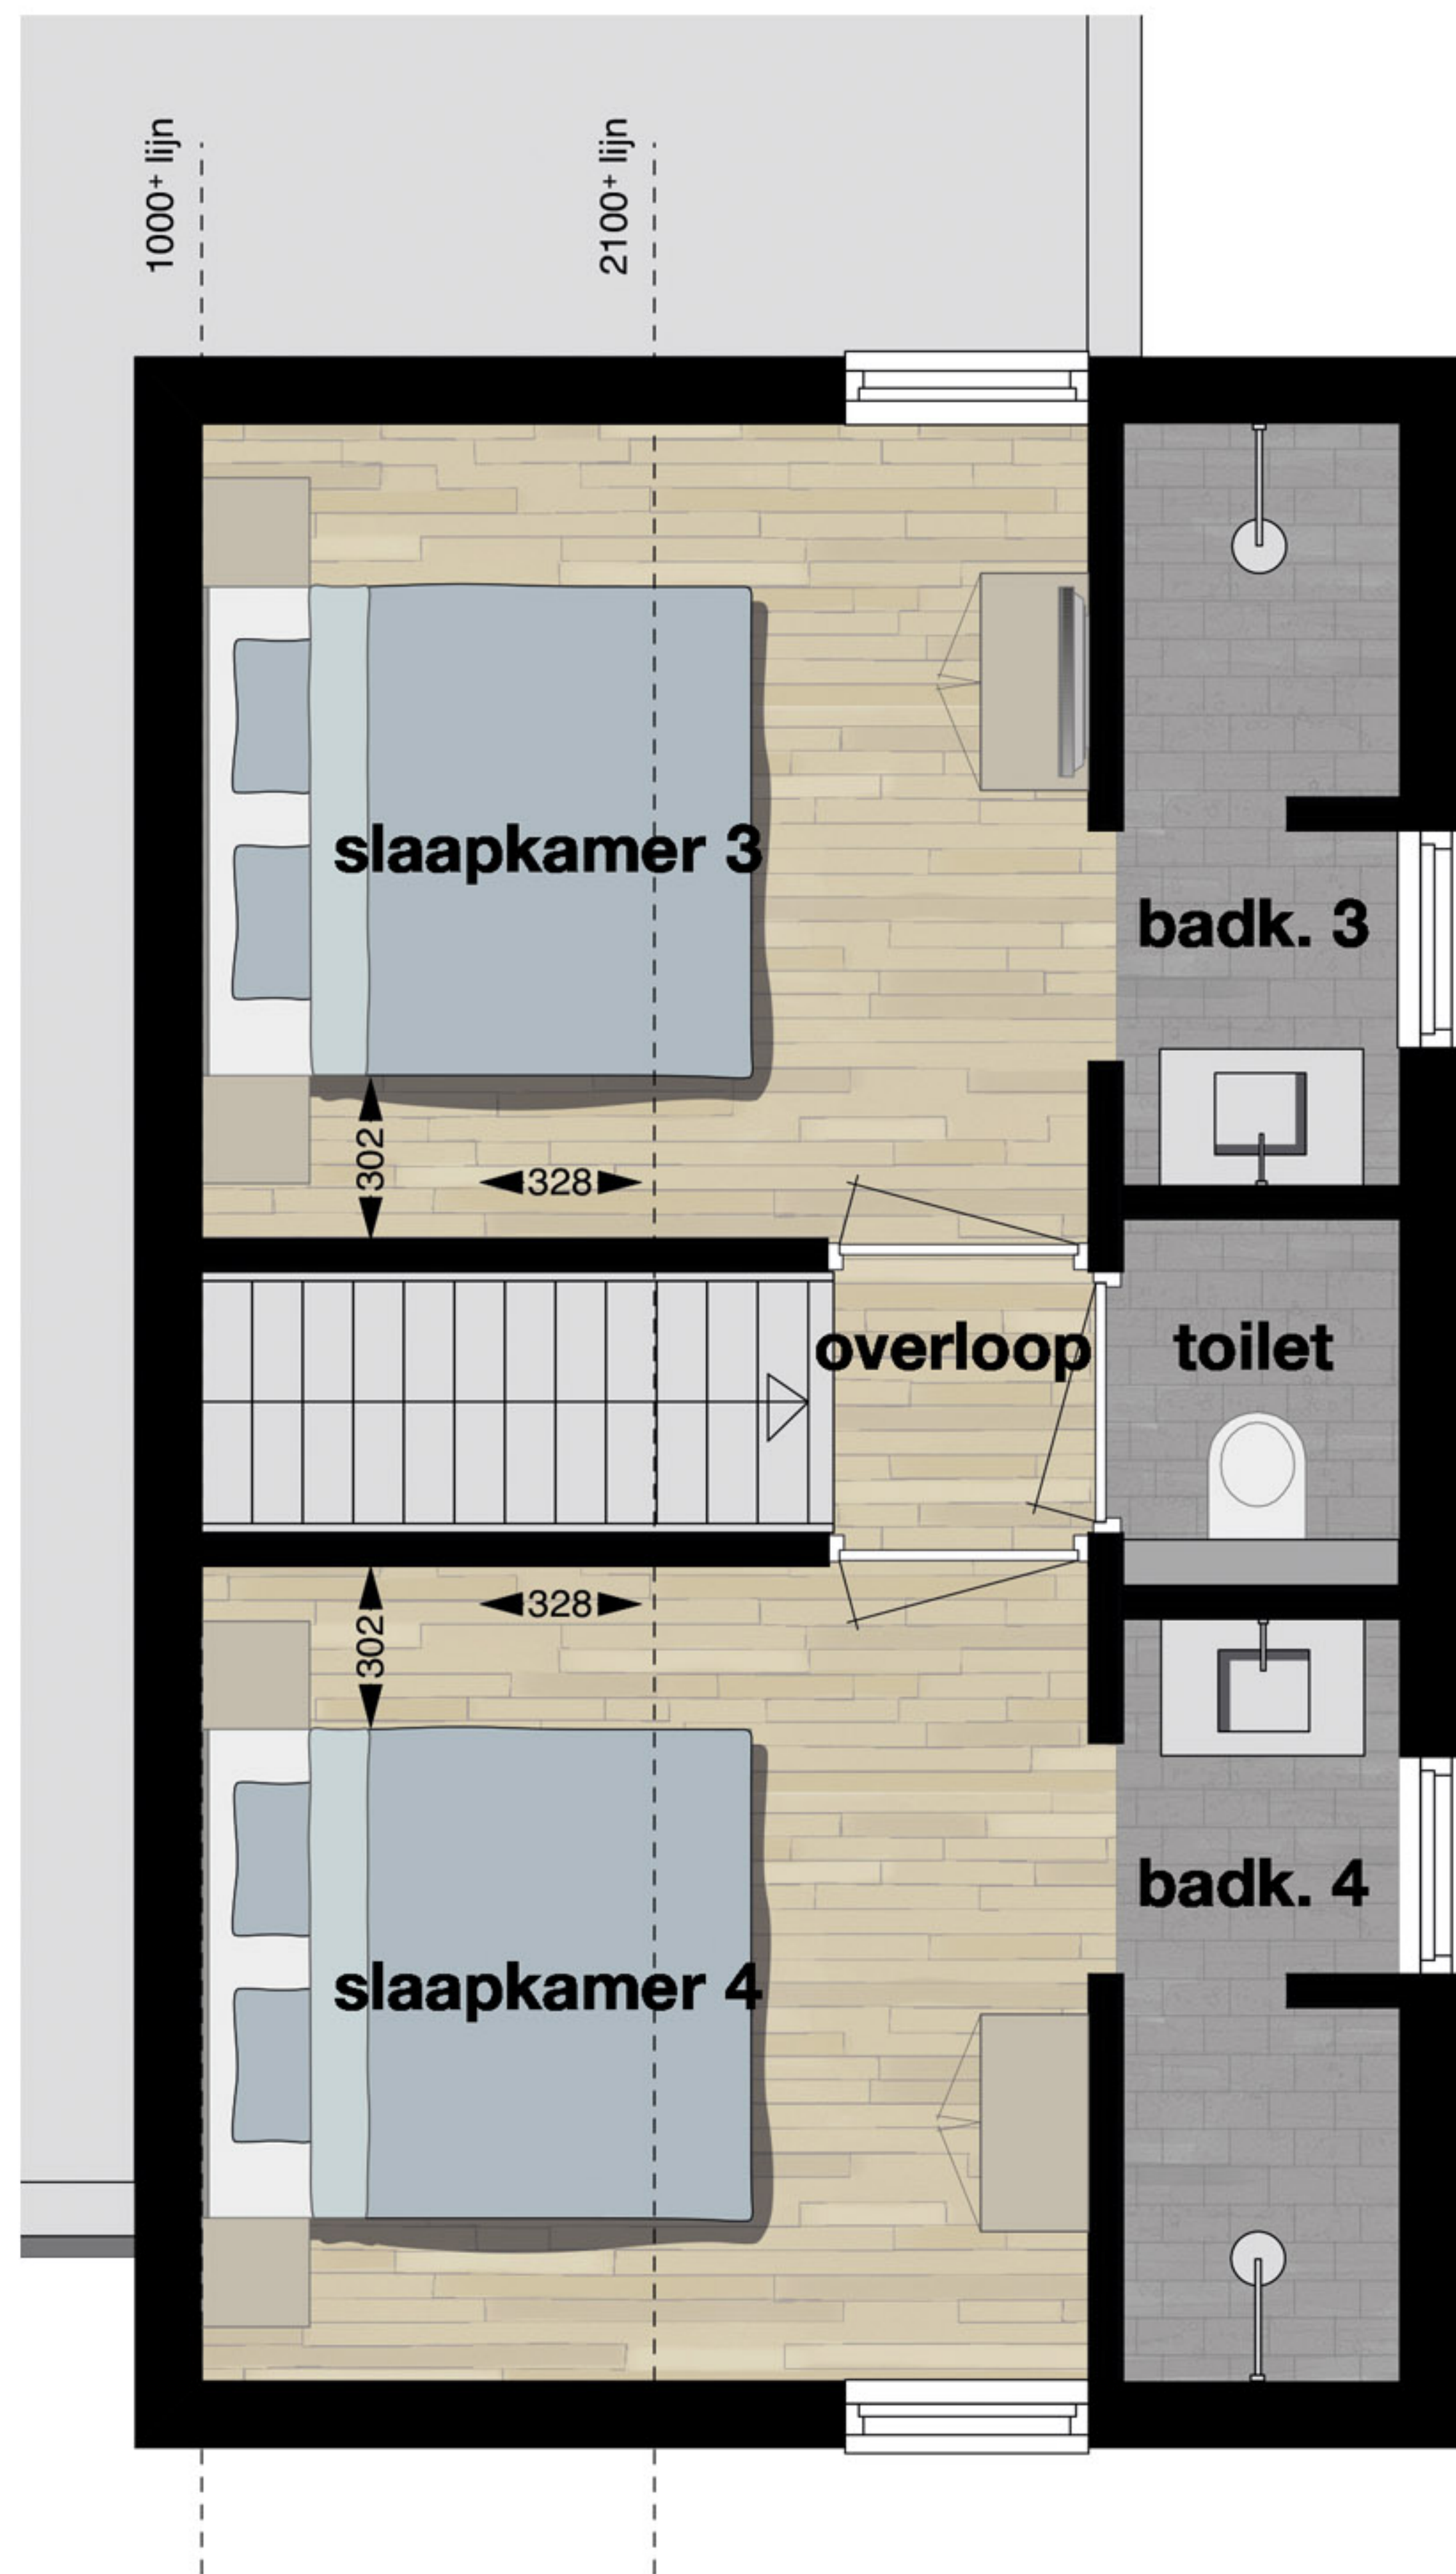 1000+ lijn
2100+ lijn
slaapkamer 3
badk. 3
302
328
overloop
toilet
302
328
badk. 4
slaapkamer 4